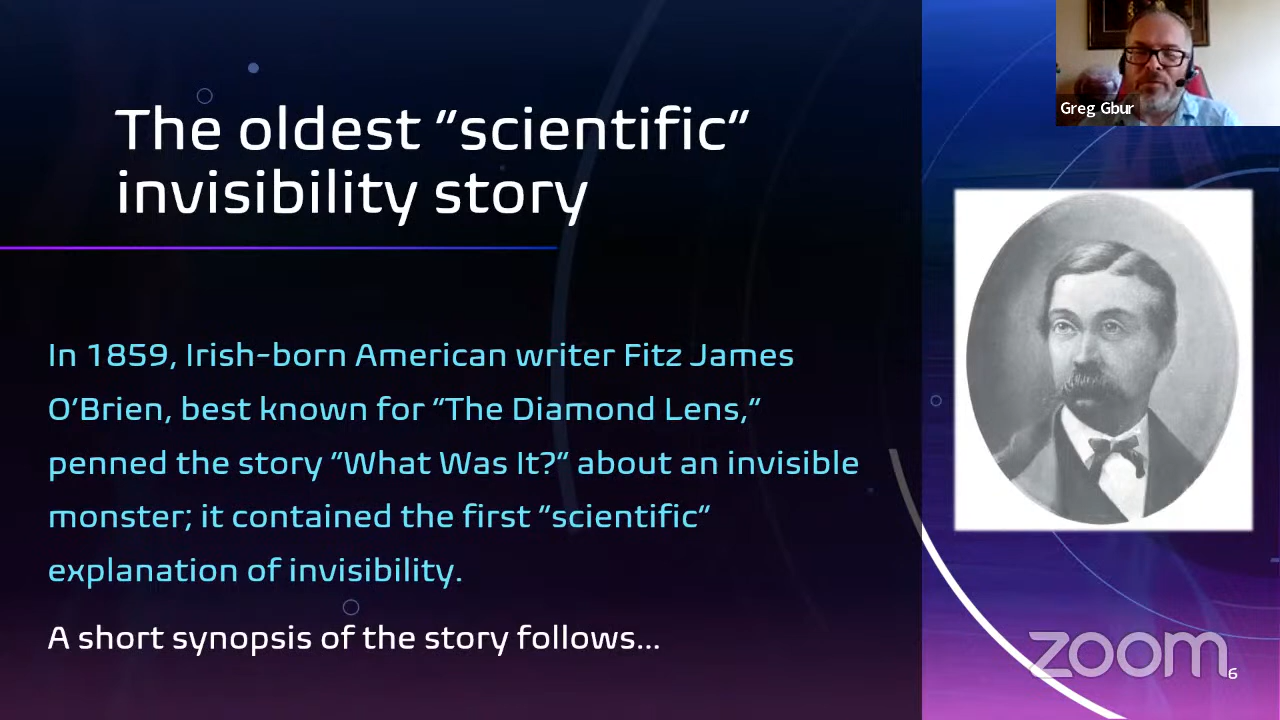 Greg Gbur
The oldest “scientific”
invisibility story
In 1859, Irish-born American writer Fitz James
O’Brien, best known for “The Diamond Lens,”
penned the story “What Was It?” about an invisible
monster; it contained the first “scientific”
explanation of invisibility.
A short synopsis of the story follows...
zoom
6